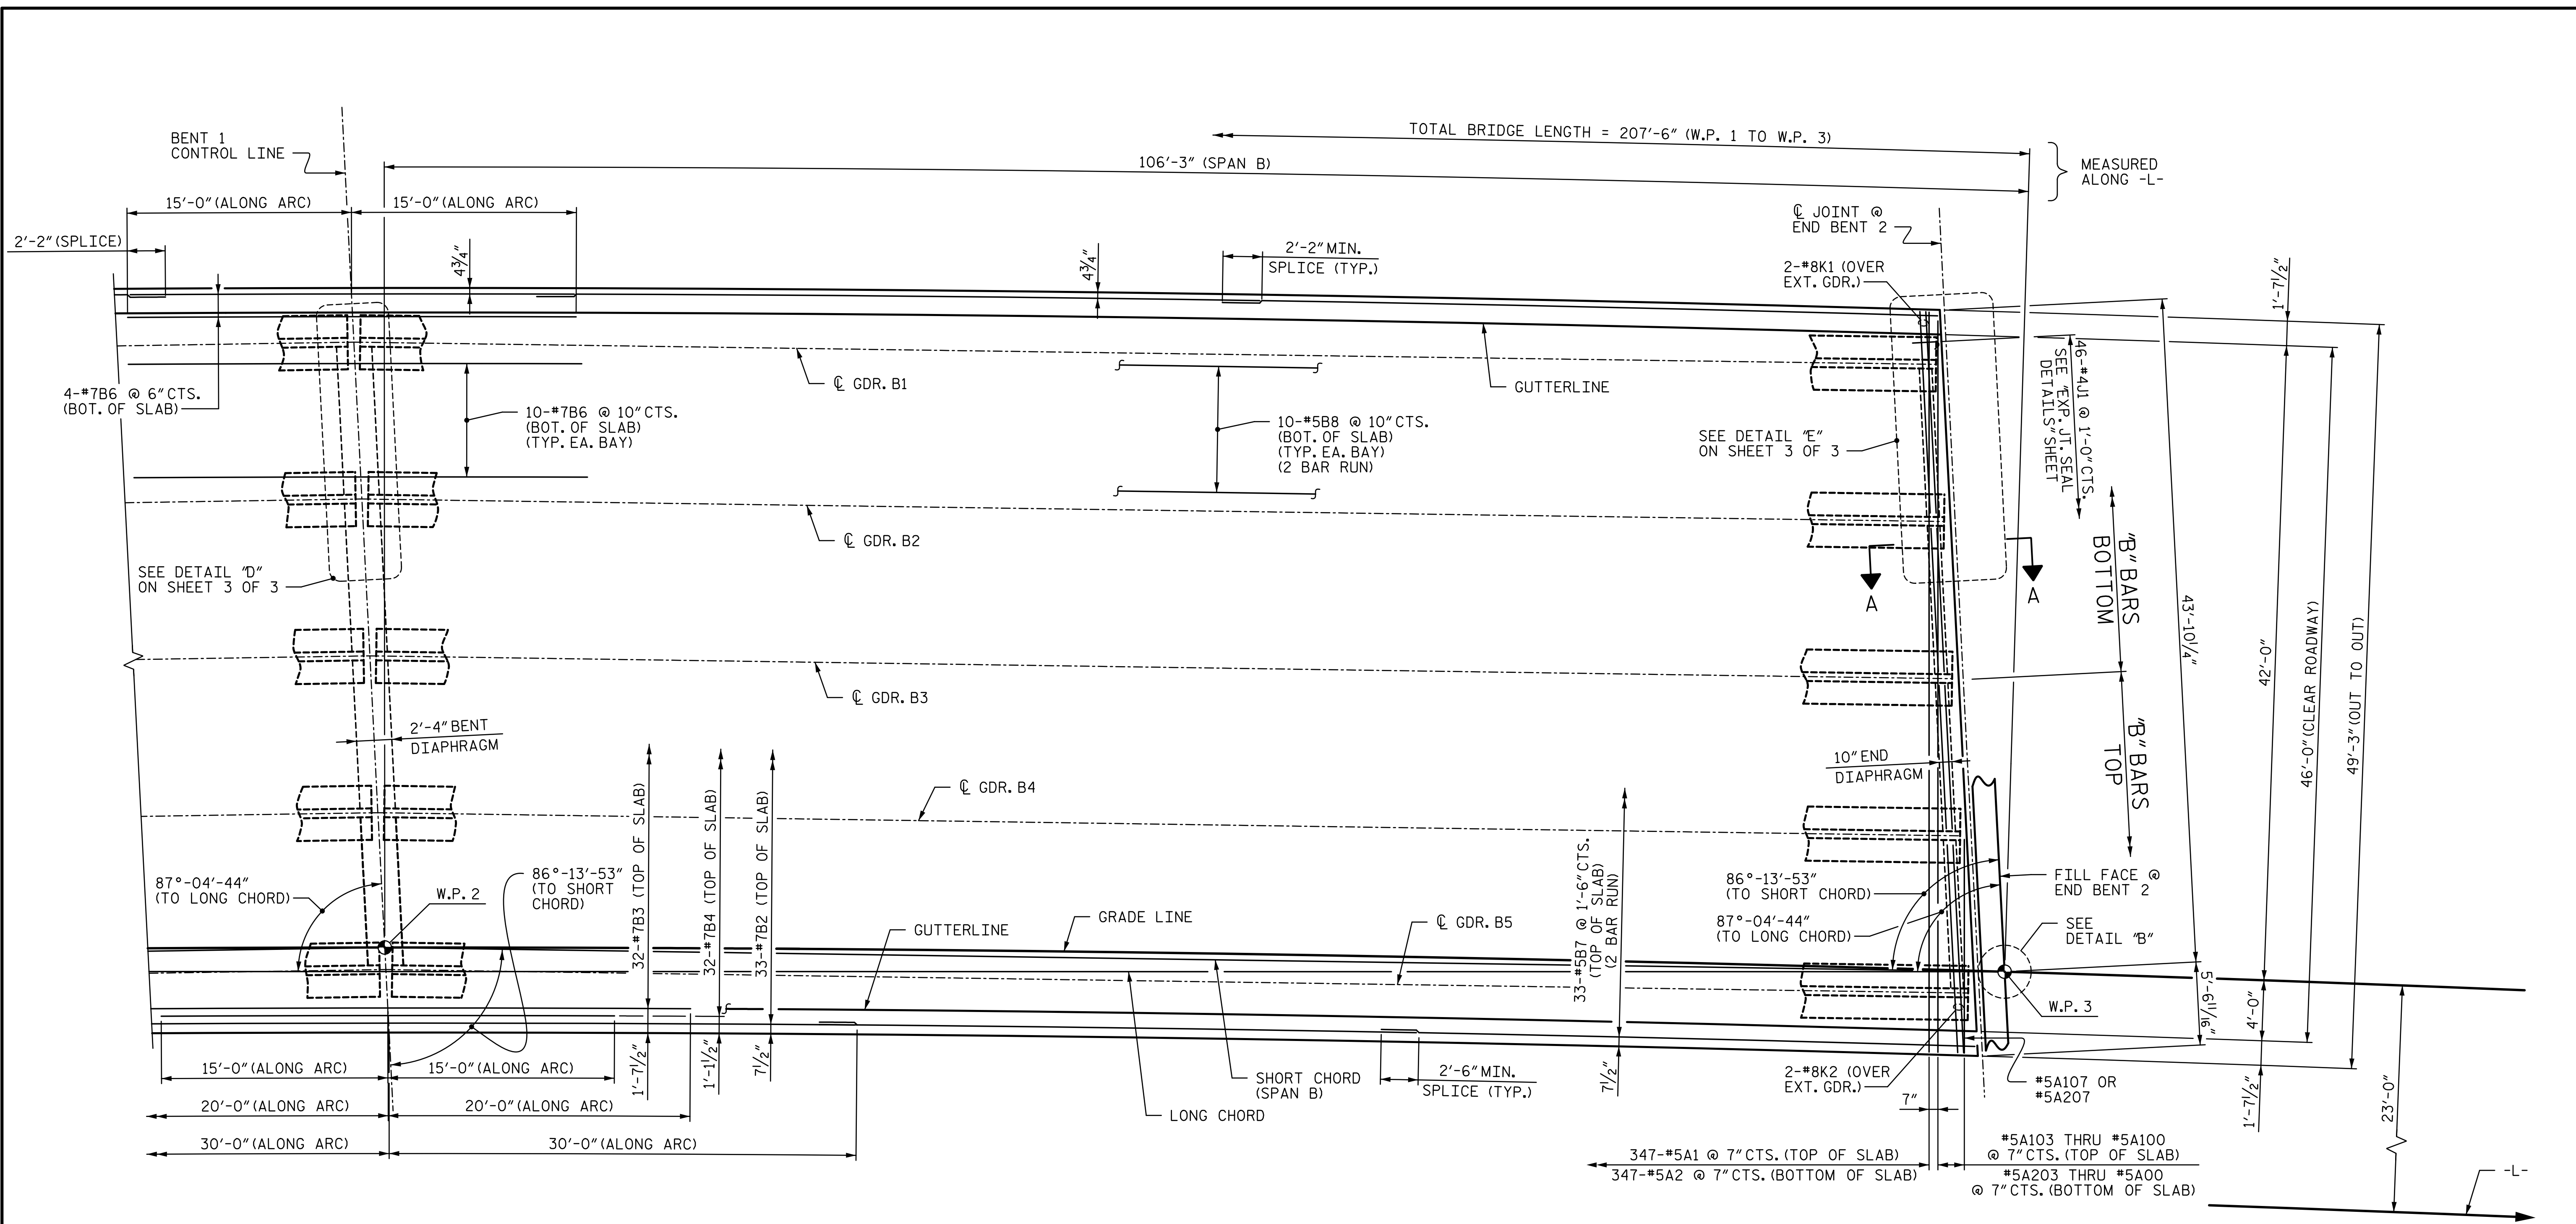 TOTAL BRIDGE LENGTH = 207'-6" (W.P. 1 TO W.P. 3)
106'-3" (SPAN B)
MEASURED
ALONG -L-
BENT 1
CONTROL LINE
15'-0" (ALONG ARC)
15'-0" (ALONG ARC)
2'-2" (SPLICE)
4¾"
4¾"
2'-2" MIN.
SPLICE (TYP.)
℄ JOINT @
END BENT 2
2-#8K1 (OVER
EXT. GDR.)
1'-7½"
4-#7B6 @ 6" CTS.
(BOT. OF SLAB)
10-#7B6 @ 10" CTS.
(BOT. OF SLAB)
(TYP. EA. BAY)
℄ GDR. B1
10-#5B8 @ 10" CTS.
(BOT. OF SLAB)
(TYP. EA. BAY)
(2 BAR RUN)
GUTTERLINE
SEE DETAIL "E"
ON SHEET 3 OF 3
46-#4J1 @ 1'-0" CTS.
SEE "EXP. JT. SEAL
DETAILS" SHEET
℄ GDR. B2
SEE DETAIL "D"
ON SHEET 3 OF 3
A
A
"B" BARS
BOTTOM
43'-10¼"
42'-0"
46'-0" (CLEAR ROADWAY)
49'-3" (OUT TO OUT)
℄ GDR. B3
2'-4" BENT
DIAPHRAGM
"B" BARS
TOP
10" END
DIAPHRAGM
℄ GDR. B4
32-#7B3 (TOP OF SLAB)
32-#7B4 (TOP OF SLAB)
33-#7B2 (TOP OF SLAB)
33-#5B7 @ 1'-6" CTS.
(TOP OF SLAB)
(2 BAR RUN)
87°-04'-44"
(TO LONG CHORD)
86°-13'-53"
(TO SHORT
CHORD)
W.P. 2
GUTTERLINE
GRADE LINE
℄ GDR. B5
86°-13'-53"
(TO SHORT CHORD)
87°-04'-44"
(TO LONG CHORD)
FILL FACE @
END BENT 2
SEE
DETAIL "B"
W.P. 3
5'-6 11/16"
4'-0"
1'-7½"
23'-0"
15'-0" (ALONG ARC)
15'-0" (ALONG ARC)
1'-7½"
1'-1½"
7½"
7½"
20'-0" (ALONG ARC)
20'-0" (ALONG ARC)
30'-0" (ALONG ARC)
30'-0" (ALONG ARC)
SHORT CHORD
(SPAN B)
LONG CHORD
2'-6" MIN.
SPLICE (TYP.)
2-#8K2 (OVER
EXT. GDR.)
#5A107 OR
#5A207
7"
347-#5A1 @ 7" CTS. (TOP OF SLAB)
347-#5A2 @ 7" CTS. (BOTTOM OF SLAB)
#5A103 THRU #5A100
@ 7" CTS. (TOP OF SLAB)
#5A203 THRU #5A00
@ 7" CTS. (BOTTOM OF SLAB)
-L-